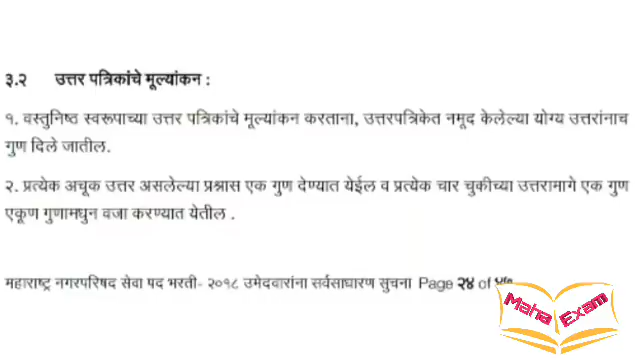 ३.२ उत्तर पत्रिकांचे मूल्यांकन :
१. वस्तुनिष्ठ स्वरूपाच्या उत्तर पत्रिकांचे मूल्यांकन करताना, उत्तरपत्रिकेत नमूद केलेल्या योग्य उत्तरांनाच
गुण दिले जातील.
२. प्रत्येक अचूक उत्तर असलेल्या प्रश्नास एक गुण देण्यात येईल व प्रत्येक चार चुकीच्या उत्तरामागे एक गुण
एकूण गुणामधुन वजा करण्यात येतील .
महाराष्ट्र नगरपरिषद सेवा पद भरती- २०१८ उमेदवारांना सर्वसाधारण सुचना Page २४ of
Maha Exam